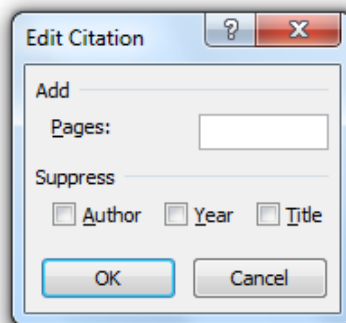 Edit Citation ? X
Add
Pages:
Suppress
Author Year Title
OK Cancel